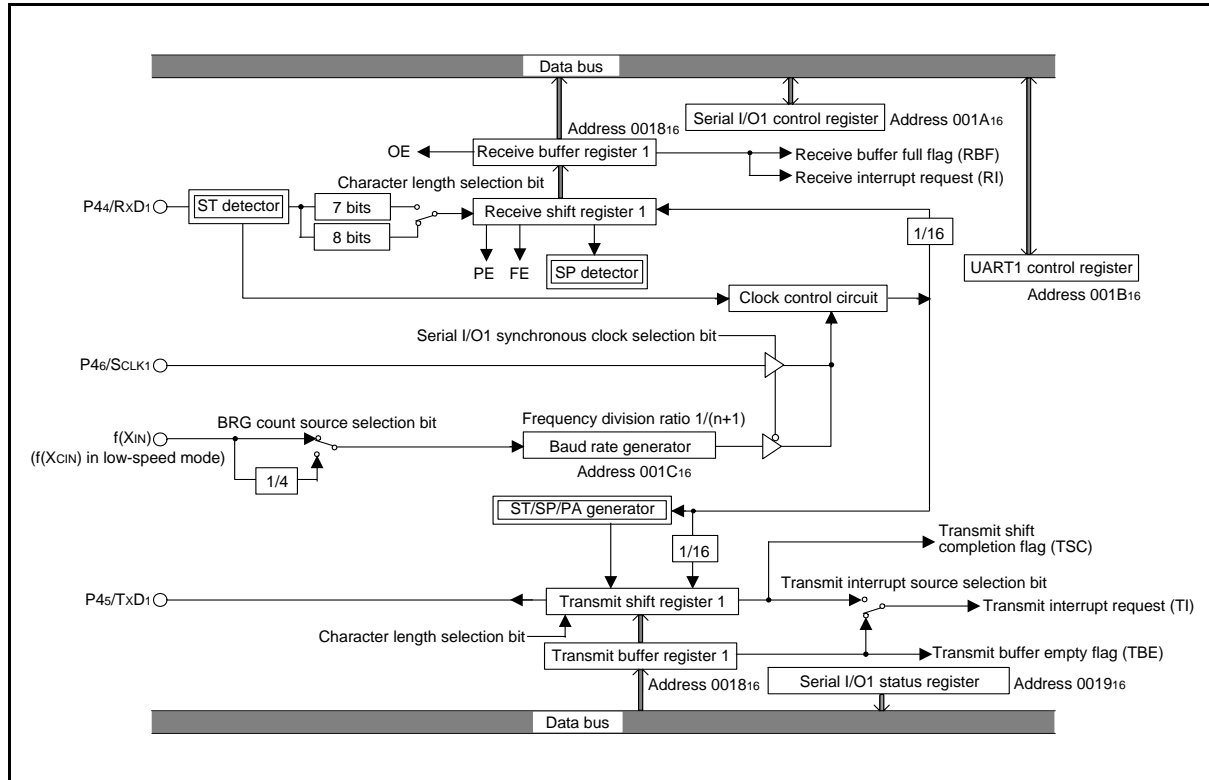 Data bus
Serial I/O1 control register
Address 001A16
Address 001816
OE
Receive buffer register 1
Receive buffer full flag (RBF)
Receive interrupt request (RI)
Character length selection bit
P44/RxD1
ST detector
7 bits
8 bits
Receive shift register 1
1/16
PE
FE
SP detector
UART1 control register
Address 001B16
Clock control circuit
Serial I/O1 synchronous clock selection bit
P46/SCLK1
BRG count source selection bit
Frequency division ratio 1/(n+1)
f(XIN)
(f(XCIN) in low-speed mode)
Baud rate generator
Address 001C16
1/4
ST/SP/PA generator
1/16
Transmit shift
completion flag (TSC)
Transmit interrupt source selection bit
P45/TxD1
Transmit shift register 1
Transmit interrupt request (TI)
Character length selection bit
Transmit buffer register 1
Transmit buffer empty flag (TBE)
Address 001816
Serial I/O1 status register
Address 001916
Data bus